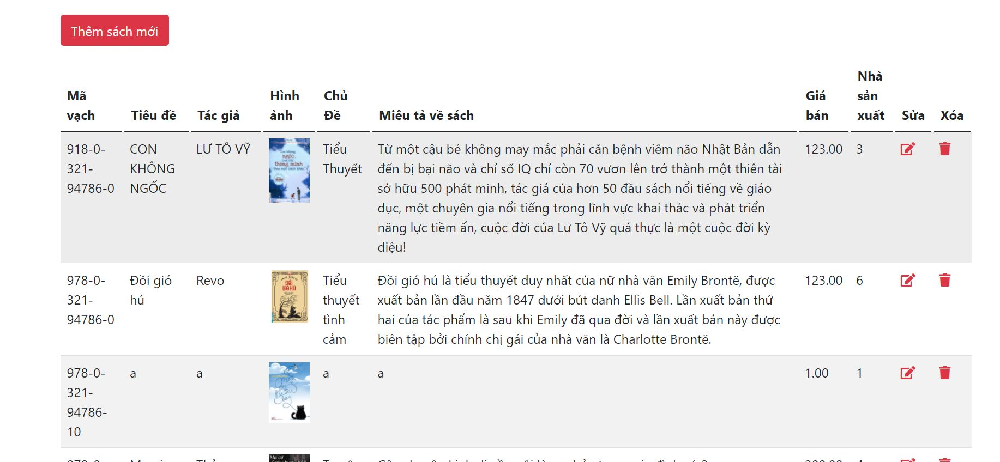 Thêm sách mới
Mã vạch
Tiêu đề
Tác giả
Hình ảnh
Chủ Đề
Miêu tả về sách
Giá bán
Nhà sản xuất
Sửa
Xóa
918-0-
321-
94786-0
CON
KHÔNG
NGỐC
LƯ TÔ VỸ
Con không
ngốc,
con chỉ
thông minh
theo một cách khác
Tiểu
Thuyết
Từ một cậu bé không may mắc phải căn bệnh viêm não Nhật Bản dẫn
đến bị bại não và chỉ số IQ chỉ còn 70 vươn lên trở thành một thiên tài
sở hữu 500 phát minh, tác giả của hơn 50 đầu sách nổi tiếng về giáo
dục, một chuyên gia nổi tiếng trong lĩnh vực khai thác và phát triển
năng lực tiềm ẩn, cuộc đời của Lư Tô Vỹ quả thực là một cuộc đời kỳ
diệu!
123.00
3
978-0-
321-
94786-0
Đồi gió
hú
Revo
EMILY BRONTE
ĐỒI
GIÓ HÚ
Tiểu
thuyết
tình
cảm
Đồi gió hú là tiểu thuyết duy nhất của nữ nhà văn Emily Brontë, được
xuất bản lần đầu năm 1847 dưới bút danh Ellis Bell. Lần xuất bản thứ
hai của tác phẩm là sau khi Emily đã qua đời và lần xuất bản này được
biên tập bởi chính chị gái của nhà văn là Charlotte Brontë.
123.00
6
978-0-
321-
94786-
10
a
a
a
a
1.00
1